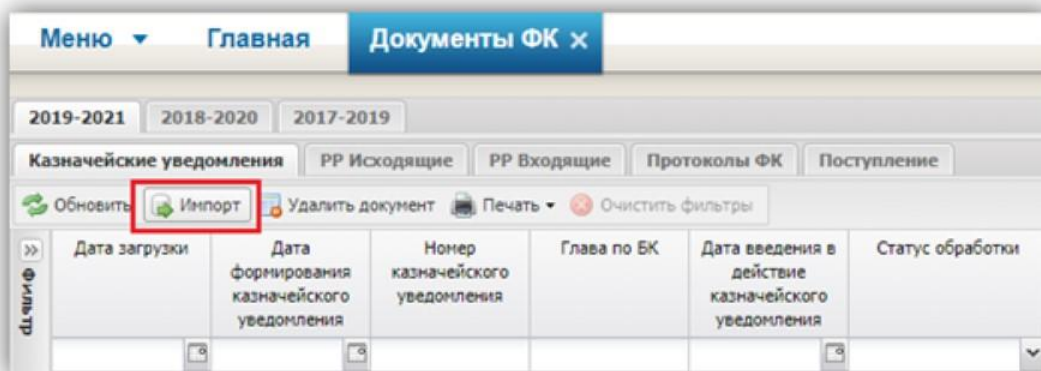 Меню Главная Документы ФК ×
2019-2021 2018-2020 2017-2019
Казначейские уведомления РР Исходящие РР Входящие Протоколы ФК Поступление
Обновить Импорт Удалить документ Печать Очистить фильтры
» Дата загрузки Дата Номер Глава по БК Дата введения в Статус обработки
формирования казначейского действие
казначейского уведомления казначейского
уведомления уведомления
Фильтр